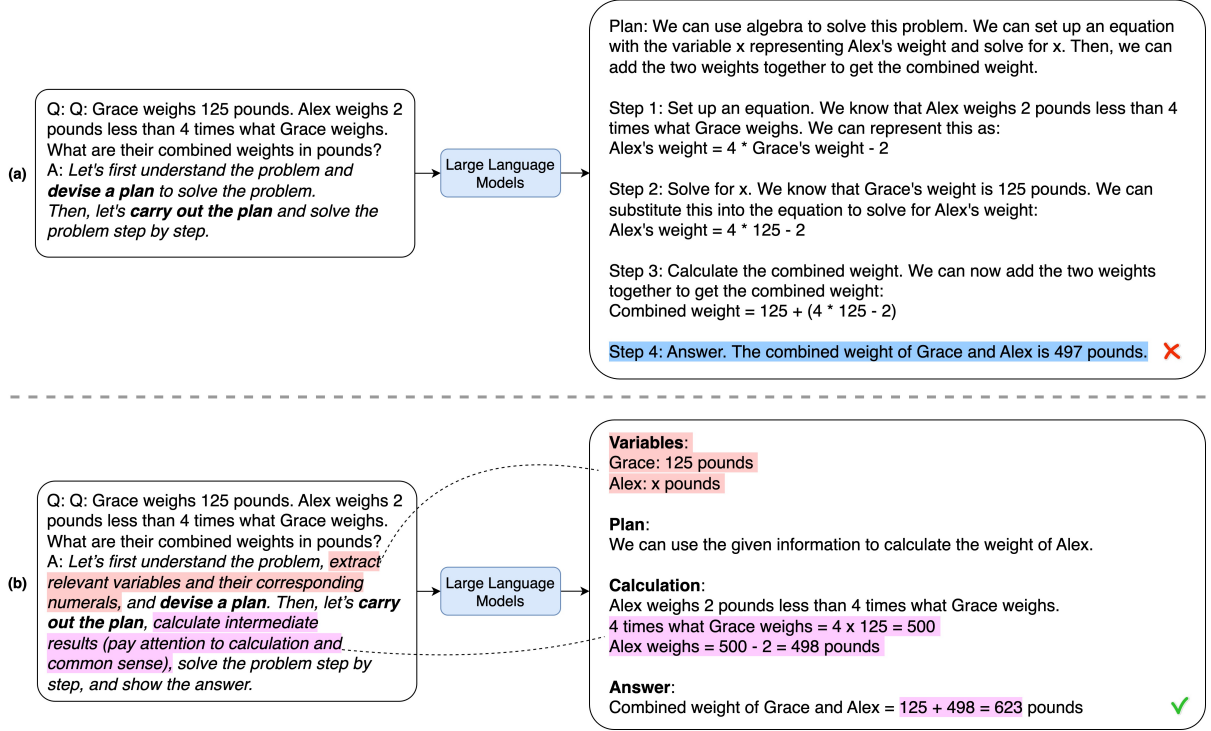 (a)
Q: Q: Grace weighs 125 pounds. Alex weighs 2
pounds less than 4 times what Grace weighs.
What are their combined weights in pounds?
A: Let's first understand the problem and
devise a plan to solve the problem.
Then, let's carry out the plan and solve the
problem step by step.
Large Language
Models
Plan: We can use algebra to solve this problem. We can set up an equation
with the variable x representing Alex's weight and solve for x. Then, we can
add the two weights together to get the combined weight.
Step 1: Set up an equation. We know that Alex weighs 2 pounds less than 4
times what Grace weighs. We can represent this as:
Alex's weight = 4 * Grace's weight - 2
Step 2: Solve for x. We know that Grace's weight is 125 pounds. We can
substitute this into the equation to solve for Alex's weight:
Alex's weight = 4 * 125 - 2
Step 3: Calculate the combined weight. We can now add the two weights
together to get the combined weight:
Combined weight = 125 + (4 * 125 - 2)
Step 4: Answer. The combined weight of Grace and Alex is 497 pounds.
(b)
Q: Q: Grace weighs 125 pounds. Alex weighs 2
pounds less than 4 times what Grace weighs.
What are their combined weights in pounds?
A: Let's first understand the problem, extract
relevant variables and their corresponding
numerals, and devise a plan. Then, let's carry
out the plan, calculate intermediate
results (pay attention to calculation and
common sense), solve the problem step by
step, and show the answer.
Large Language
Models
Variables:
Grace: 125 pounds
Alex: x pounds
Plan:
We can use the given information to calculate the weight of Alex.
Calculation:
Alex weighs 2 pounds less than 4 times what Grace weighs.
4 times what Grace weighs = 4 x 125 = 500
Alex weighs = 500 - 2 = 498 pounds
Answer:
Combined weight of Grace and Alex = 125 + 498 = 623 pounds